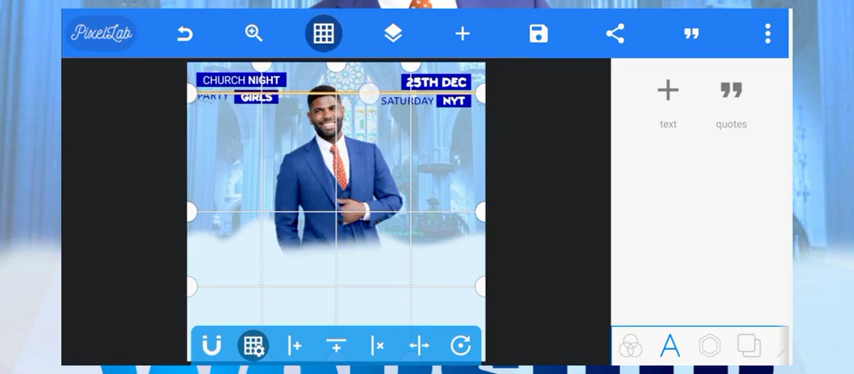 PixelLab
CHURCH NIGHT
25TH DEC
PARTY GIRLS
SATURDAY NYT
text
quotes